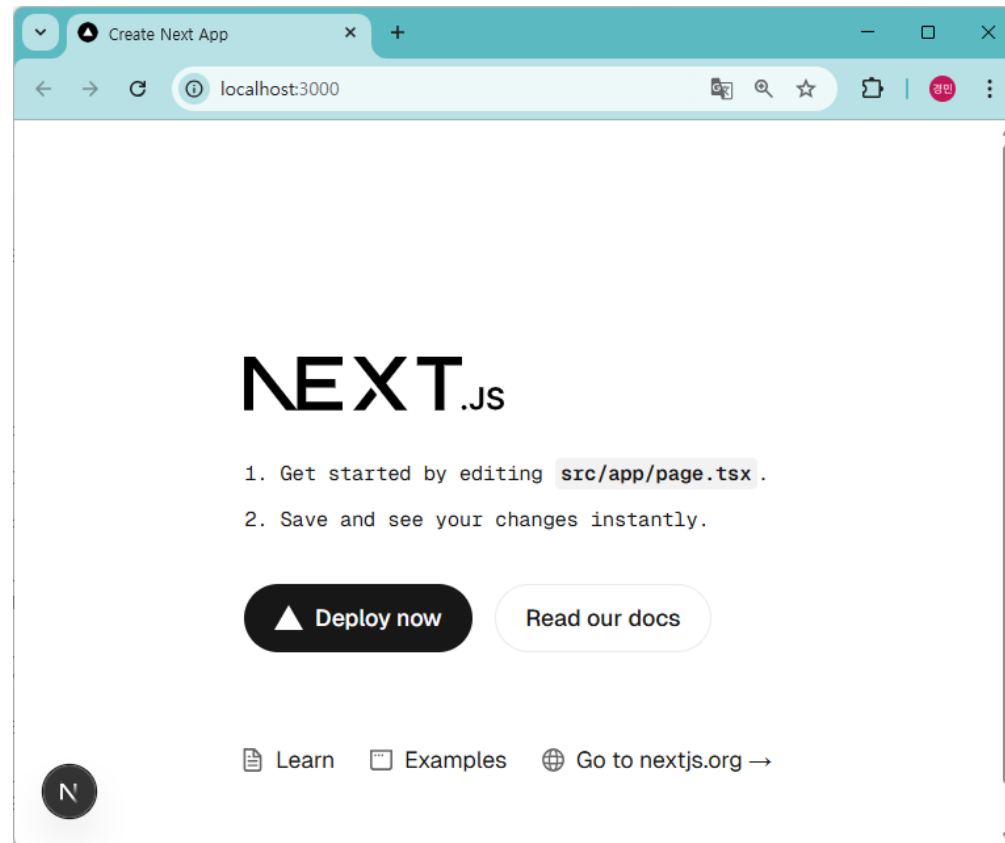 Create Next App
localhost:3000
경민
NEXT.JS
1. Get started by editing src/app/page.tsx.
2. Save and see your changes instantly.
Deploy now
Read our docs
Learn
Examples
Go to nextjs.org →
N